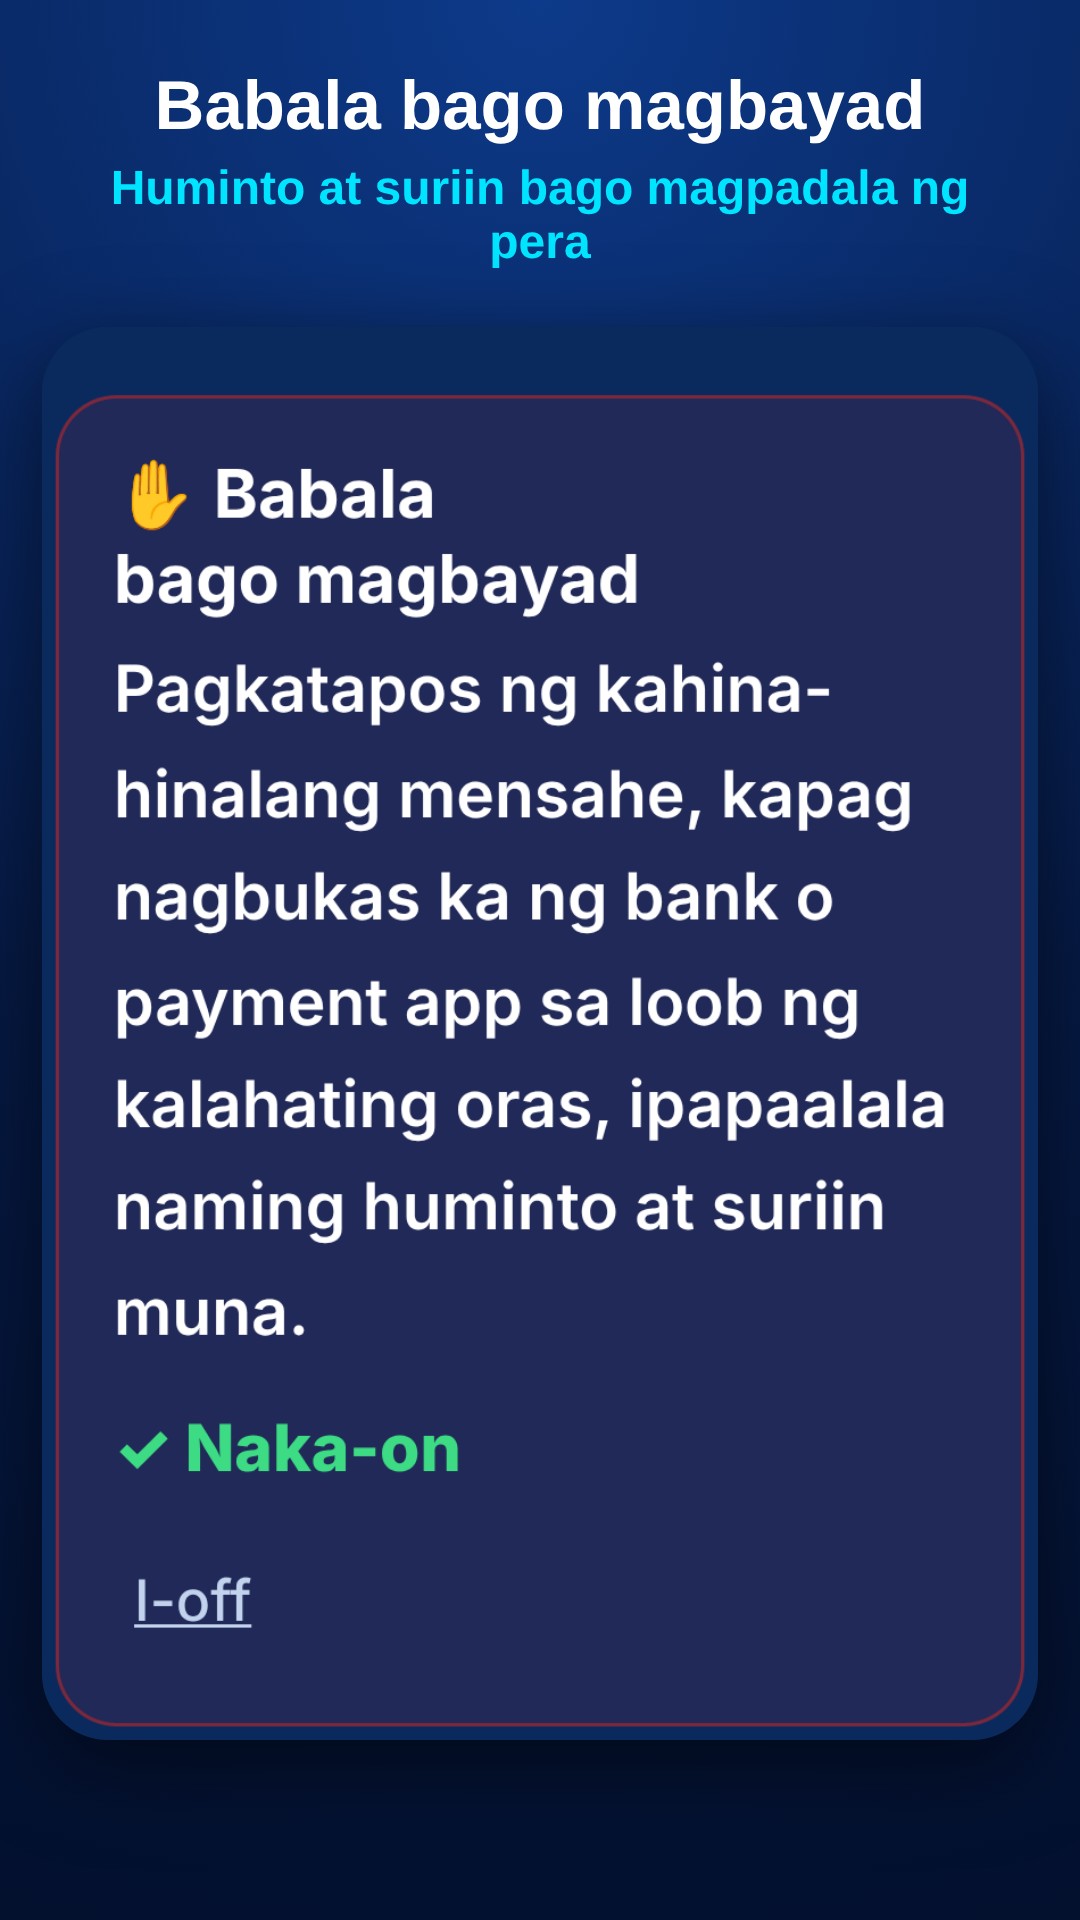 Babala bago magbayad
Huminto at suriin bago magpadala ng
pera
✋ Babala
bago magbayad
Pagkatapos ng kahina-
hinalang mensahe, kapag
nagbukas ka ng bank o
payment app sa loob ng
kalahating oras, ipapaalala
naming huminto at suriin
muna.
✓ Naka-on
I-off